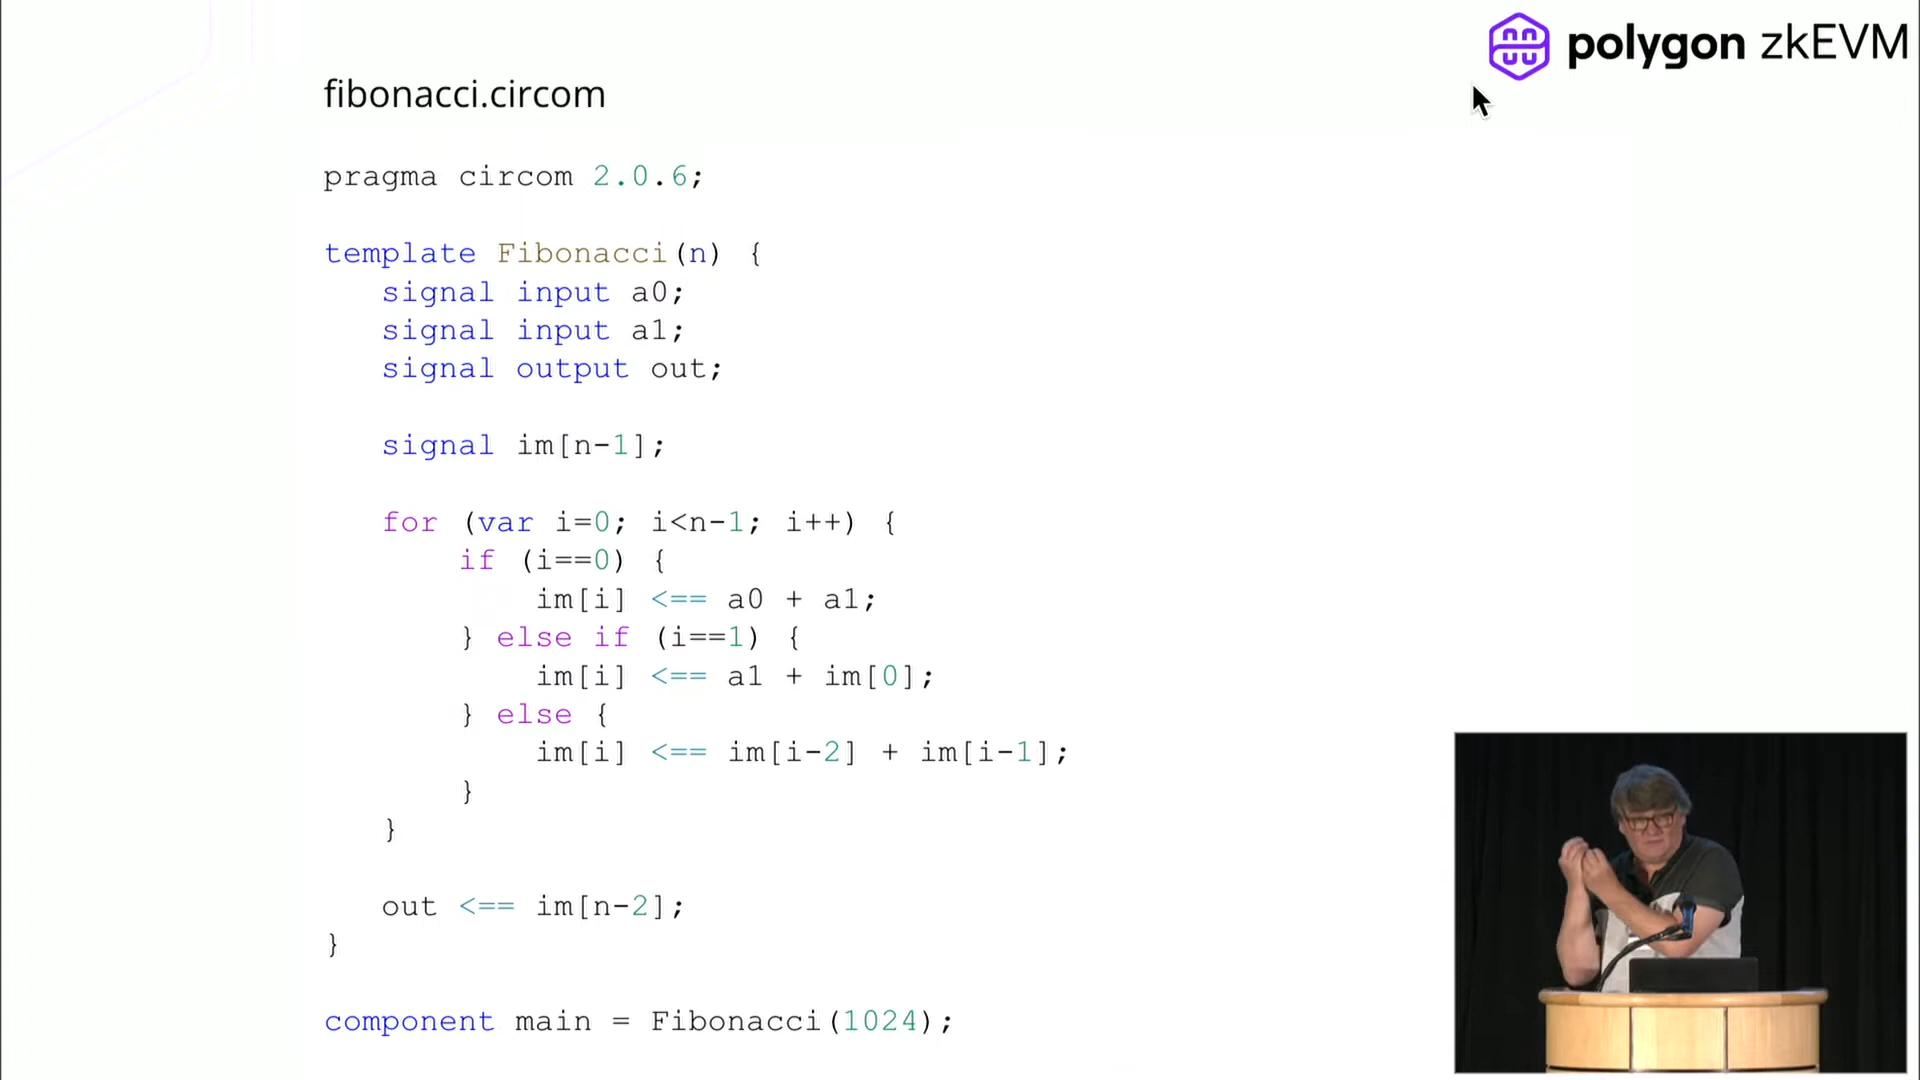 polygon zkEVM
fibonacci.circom
pragma circom 2.0.6;
template Fibonacci(n) {
signal input a0;
signal input a1;
signal output out;
signal im[n-1];
for (var i=0; i<n-1; i++) {
if (i==0) {
im[i] <== a0 + a1;
} else if (i==1) {
im[i] <== a1 + im[0];
} else {
im[i] <== im[i-2] + im[i-1];
}
}
out <== im[n-2];
}
component main = Fibonacci(1024);